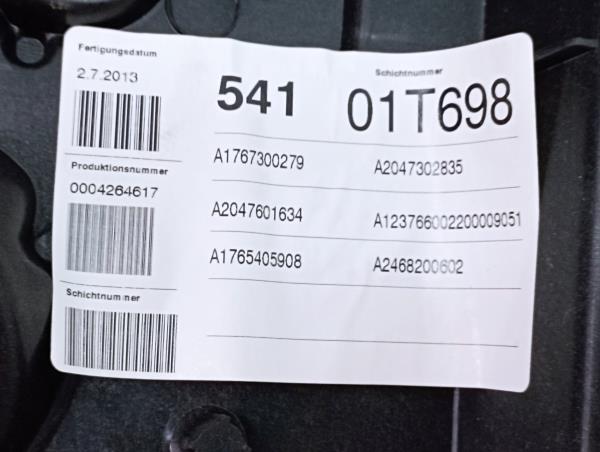 Fertigungsdatum
2.7.2013
541
Schichtnummer
01T698
Produktionsnummer
0004264617
A1767300279 A2047302835
A2047601634 A123766002200009051
A1765405908 A2468200602
Schichtnummer